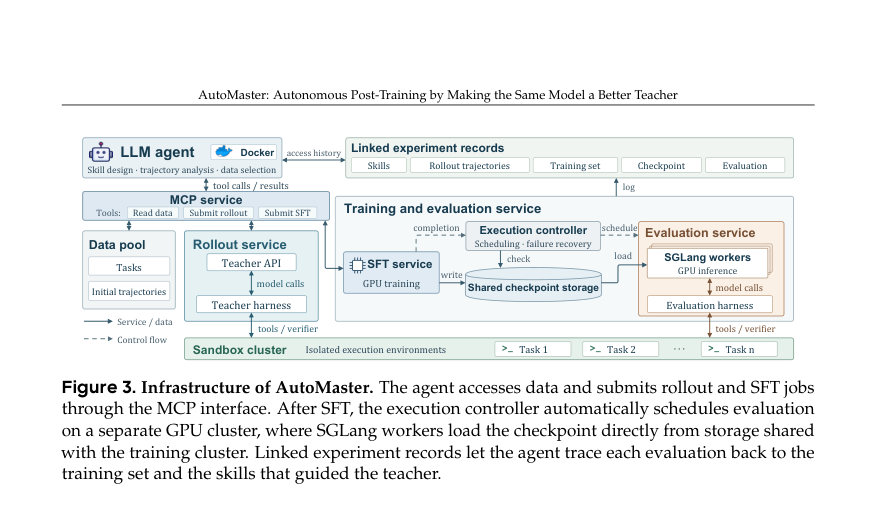 AutoMaster: Autonomous Post-Training by Making the Same Model a Better Teacher
LLM agent
Docker
Skill design · trajectory analysis · data selection
access history
Linked experiment records
Skills
Rollout trajectories
Training set
Checkpoint
Evaluation
tool calls / results
log
MCP service
Tools:
Read data
Submit rollout
Submit SFT
Data pool
Tasks
Initial trajectories
Rollout service
Teacher API
model calls
Teacher harness
Training and evaluation service
completion
Execution controller
Scheduling · failure recovery
schedule
check
SFT service
GPU training
write
Shared checkpoint storage
load
Evaluation service
SGLang workers
GPU inference
model calls
Evaluation harness
Service / data
Control flow
tools / verifier
tools / verifier
Sandbox cluster
Isolated execution environments
>_ Task 1
>_ Task 2
···
>_ Task n
Figure 3. Infrastructure of AutoMaster. The agent accesses data and submits rollout and SFT jobs
through the MCP interface. After SFT, the execution controller automatically schedules evaluation
on a separate GPU cluster, where SGLang workers load the checkpoint directly from storage shared
with the training cluster. Linked experiment records let the agent trace each evaluation back to the
training set and the skills that guided the teacher.